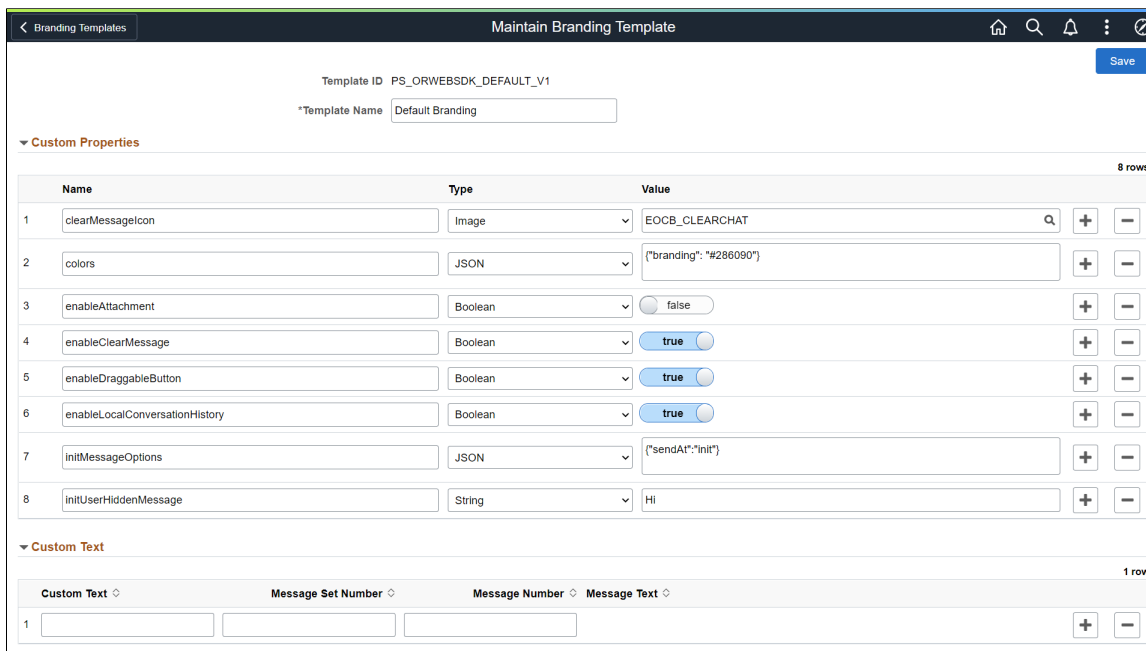 Branding Templates
Maintain Branding Template
Save
Template ID PS_ORWEBSDK_DEFAULT_V1
*Template Name Default Branding
Custom Properties
8 rows
Name Type Value
1 clearMessageIcon Image EOCB_CLEARCHAT
2 colors JSON {"branding": "#286090"}
3 enableAttachment Boolean false
4 enableClearMessage Boolean true
5 enableDraggableButton Boolean true
6 enableLocalConversationHistory Boolean true
7 initMessageOptions JSON {"sendAt":"init"}
8 initUserHiddenMessage String Hi
Custom Text
1 row
Custom Text Message Set Number Message Number Message Text
1